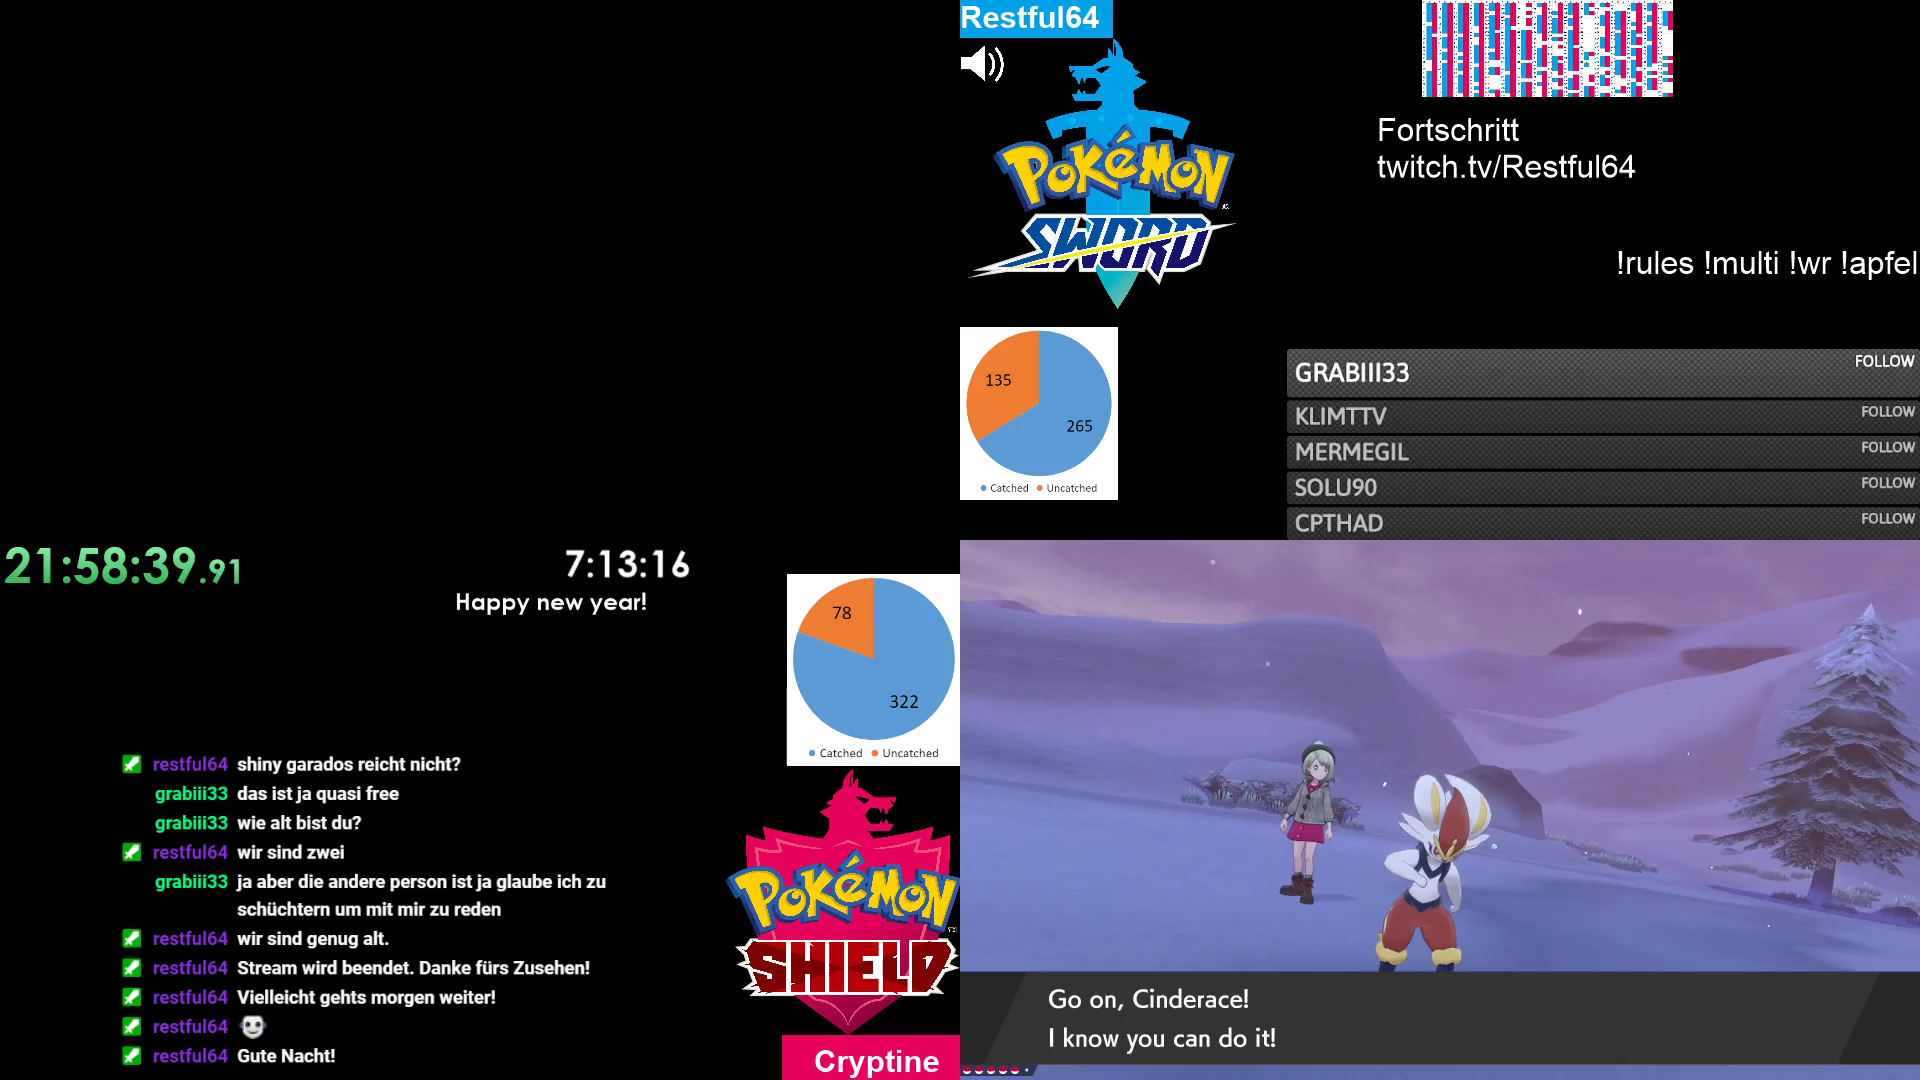 Restful64
POKéMON
SWORD
Fortschritt
twitch.tv/Restful64
!rules !multi !wr !apfel
135
265
Catched Uncatched
GRABIII33 FOLLOW
KLIMTTV FOLLOW
MERMEGIL FOLLOW
SOLU90 FOLLOW
CPTHAD FOLLOW
21:58:39.91
7:13:16
Happy new year!
78
322
Catched Uncatched
restful64 shiny garados reicht nicht?
grabiii33 das ist ja quasi free
grabiii33 wie alt bist du?
restful64 wir sind zwei
grabiii33 ja aber die andere person ist ja glaube ich zu
schüchtern um mit mir zu reden
restful64 wir sind genug alt.
restful64 Stream wird beendet. Danke fürs Zusehen!
restful64 Vielleicht gehts morgen weiter!
restful64
restful64 Gute Nacht!
POKéMON
SHIELD
Cryptine
Go on, Cinderace!
I know you can do it!